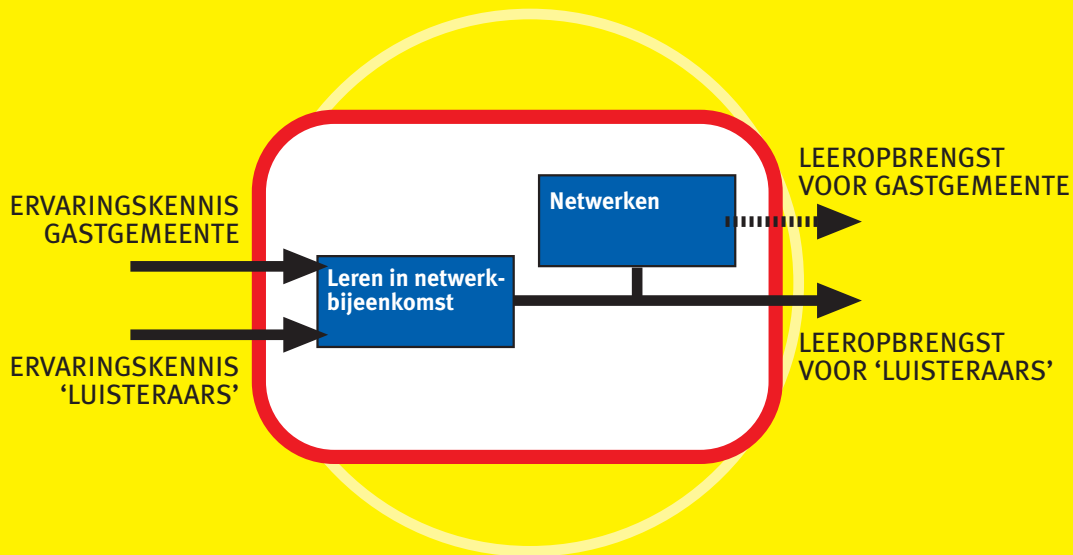 ERVARINGSKENNIS
GASTGEMEENTE
ERVARINGSKENNIS
‘LUISTERAARS’
Leren in netwerk-
bijeenkomst
Netwerken
LEEROPBRENGST
VOOR GASTGEMEENTE
LEEROPBRENGST
VOOR ‘LUISTERAARS’